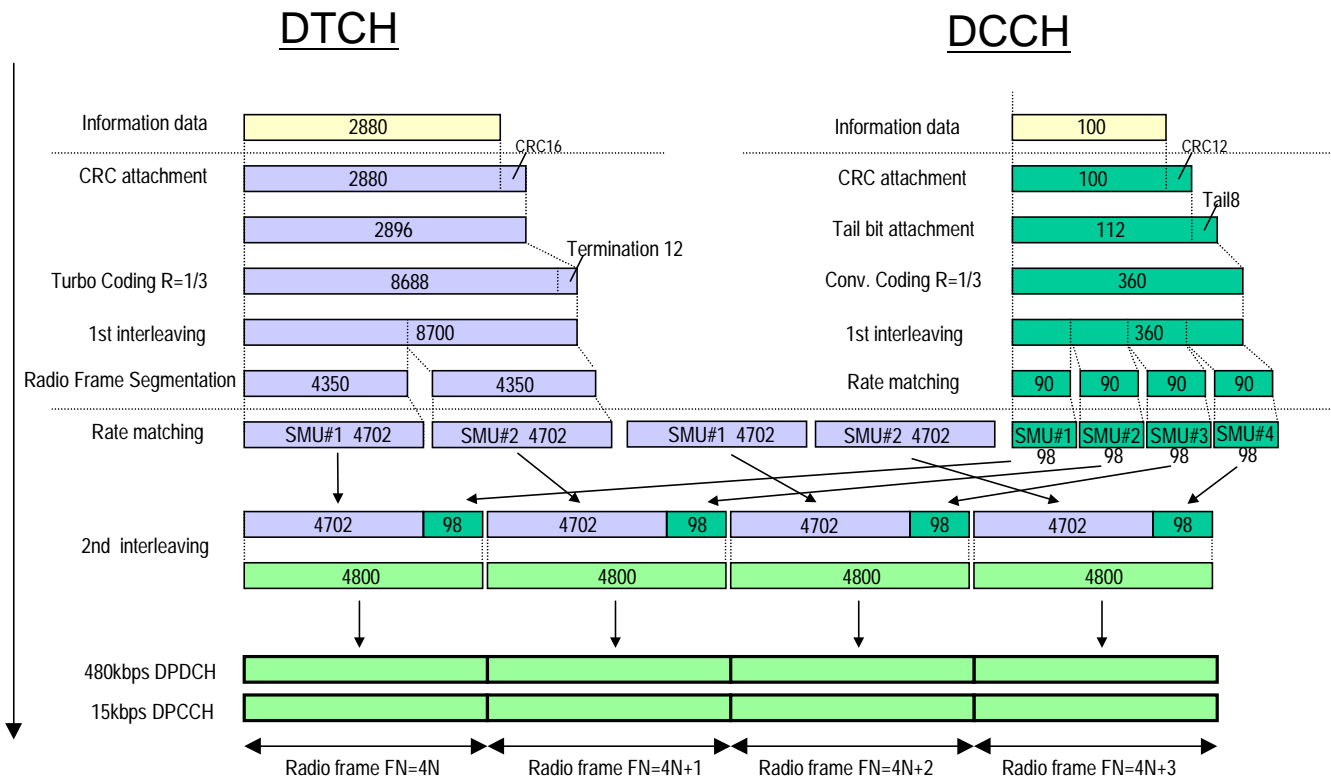 DTCH DCCH
Information data 2880 Information data 100
CRC16 CRC12
CRC attachment 2880 CRC attachment 100
Tail8
2896 Tail bit attachment 112
Termination 12
Turbo Coding R=1/3 8688 Conv. Coding R=1/3 360
1st interleaving 8700 1st interleaving 360
Radio Frame Segmentation 4350 4350 Rate matching 90 90 90 90
Rate matching SMU#1 4702 SMU#2 4702 SMU#1 4702 SMU#2 4702 SMU#1 SMU#2 SMU#3 SMU#4
98 98 98 98
4702 98 4702 98 4702 98 4702 98
2nd interleaving
4800 4800 4800 4800
480kbps DPDCH
15kbps DPCCH
Radio frame FN=4N Radio frame FN=4N+1 Radio frame FN=4N+2 Radio frame FN=4N+3